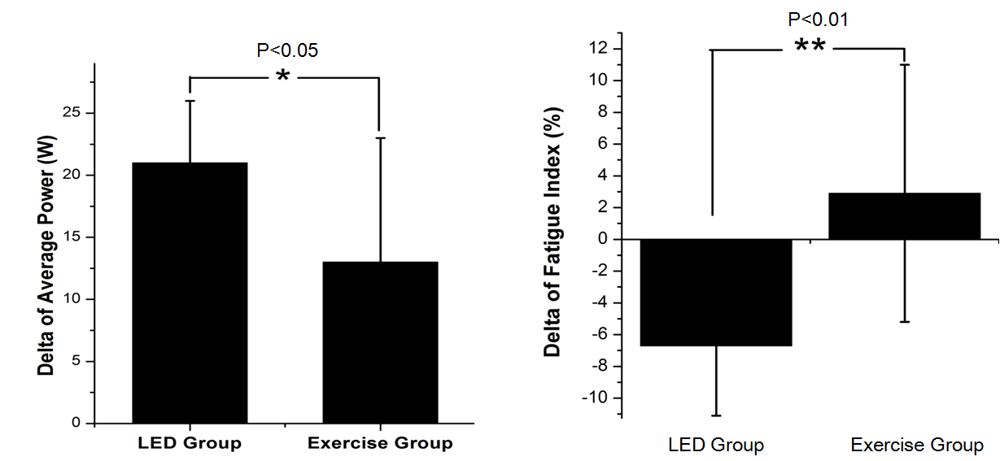 P<0.05
*
Delta of Average Power (W)
25
20
15
10
5
0
LED Group
Exercise Group
P<0.01
**
Delta of Fatigue Index (%)
12
10
8
6
4
2
0
-2
-4
-6
-8
-10
LED Group
Exercise Group